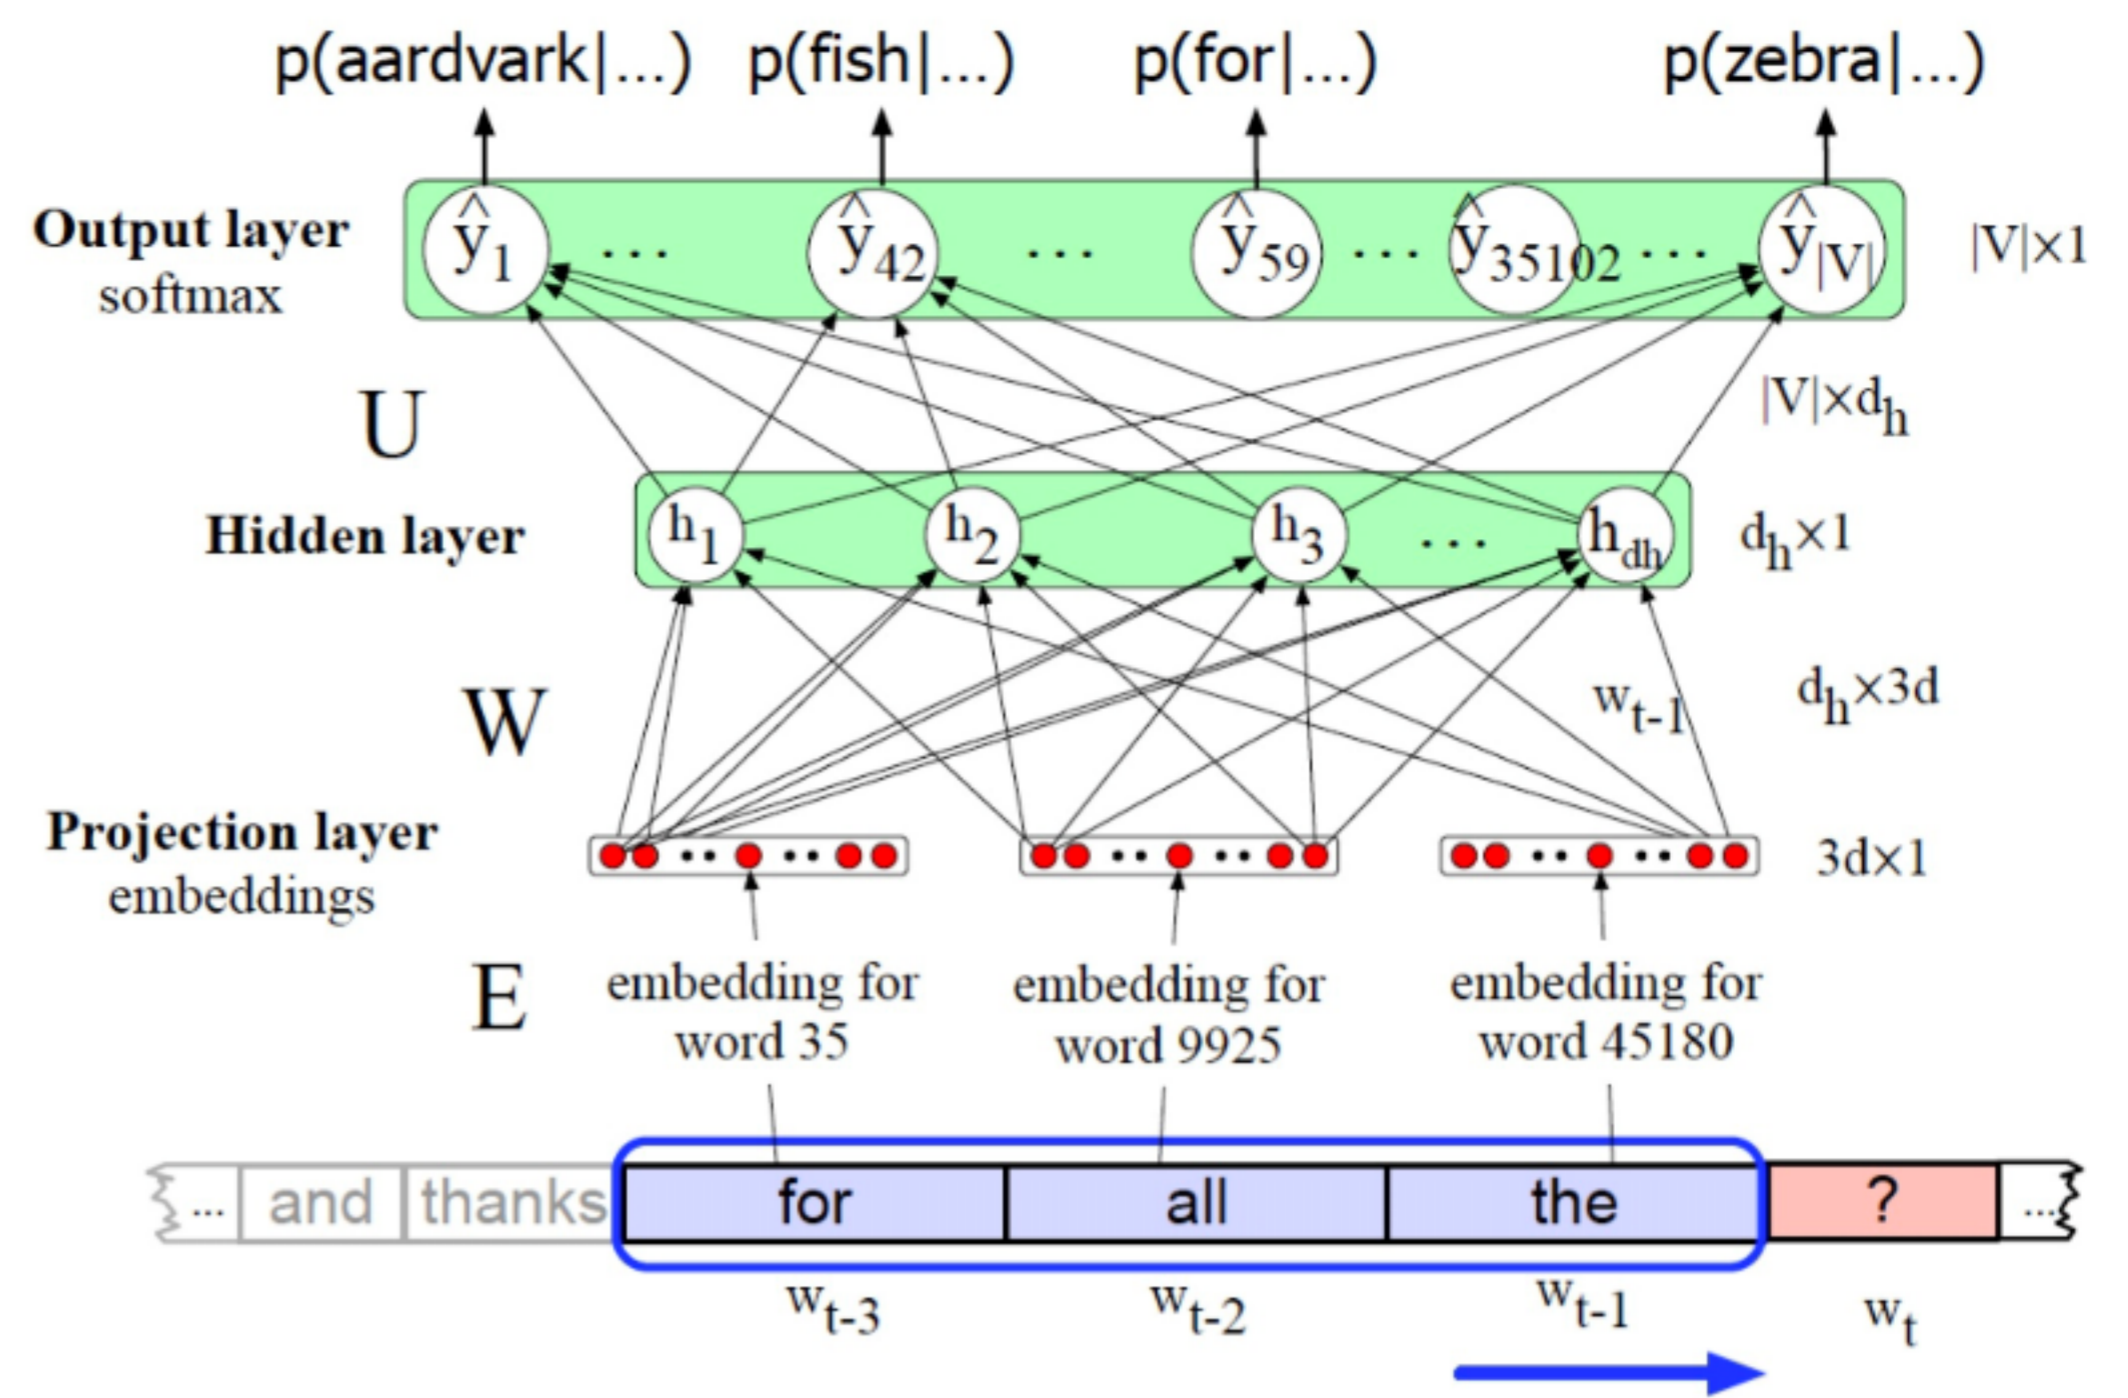 p(aardvark|...) p(fish|...) p(for|...) p(zebra|...)
Output layer
softmax
ŷ1 ... ŷ42 ... ŷ59 ... ŷ35102 ... ŷ|V|
|V|×1
U
|V|×dh
Hidden layer
h1 h2 h3 ... hdh
dh×1
W
wt-1
dh×3d
Projection layer
embeddings
3d×1
E
embedding for
word 35
embedding for
word 9925
embedding for
word 45180
... and thanks for all the ? ...
wt-3 wt-2 wt-1 wt